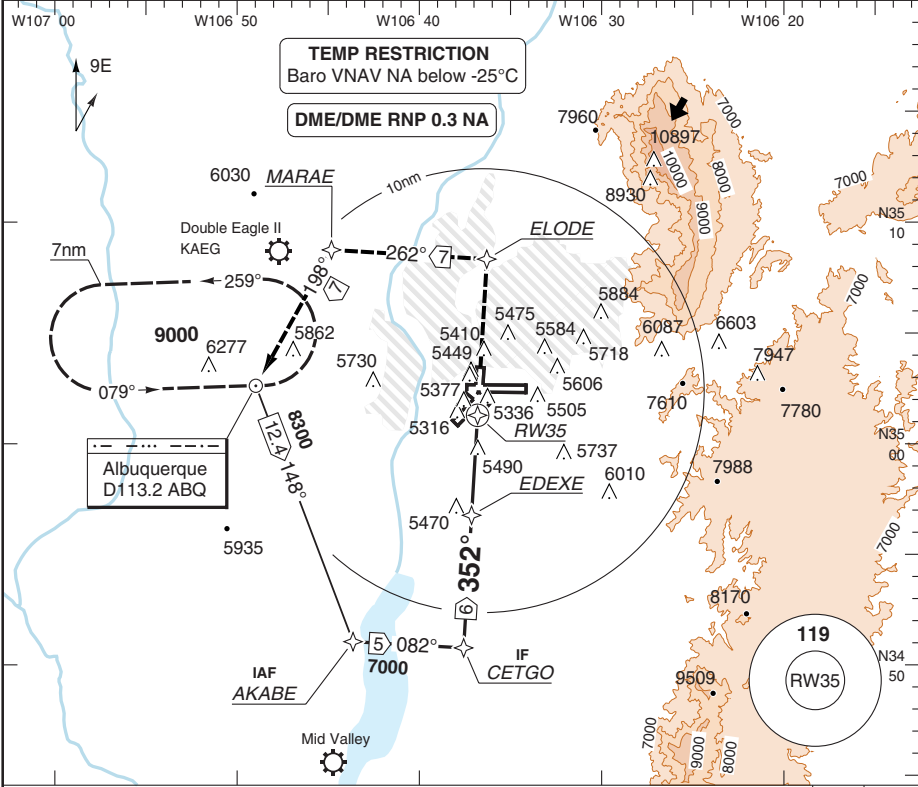 W107 00
W106 50
W106 40
W106 30
W106 20
9E
TEMP RESTRICTION
Baro VNAV NA below -25°C
DME/DME RNP 0.3 NA
7960
7000
10897
10000
8000
8930
9000
7000
N35
10
6030
MARAE
10nm
Double Eagle II
KAEG
ELODE
7nm
262°
7
198°
7
259°
7000
9000
5884
5475
5410
5584
6087
6603
5862
6277
5449
5718
5730
7947
5606
079°
5377
5336
5505
7610
7780
5316
RW35
8300
12.4
148°
N35
00
5737
Albuquerque
D113.2 ABQ
5490
7988
EDEXE
6010
5470
5935
7000
352°
8170
6
119
RW35
5
082°
7000
IF
CETGO
IAF
AKABE
N34
50
9509
Mid Valley
7000
9000
8000